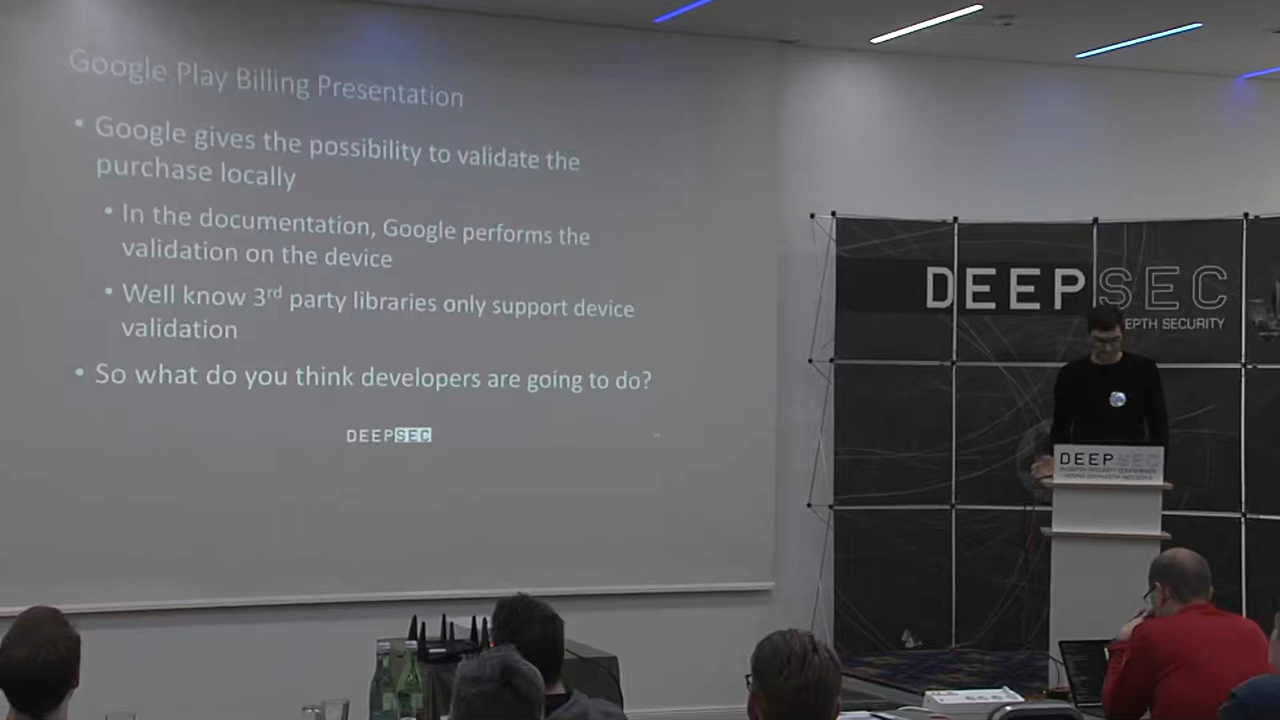 Google Play Billing Presentation
• Google gives the possibility to validate the
purchase locally
• In the documentation, Google performs the
validation on the device
• Well know 3rd party libraries only support device
validation
• So what do you think developers are going to do?
DEEPSEC
DEEPSEC
EPTH SECURITY
DEEPSEC